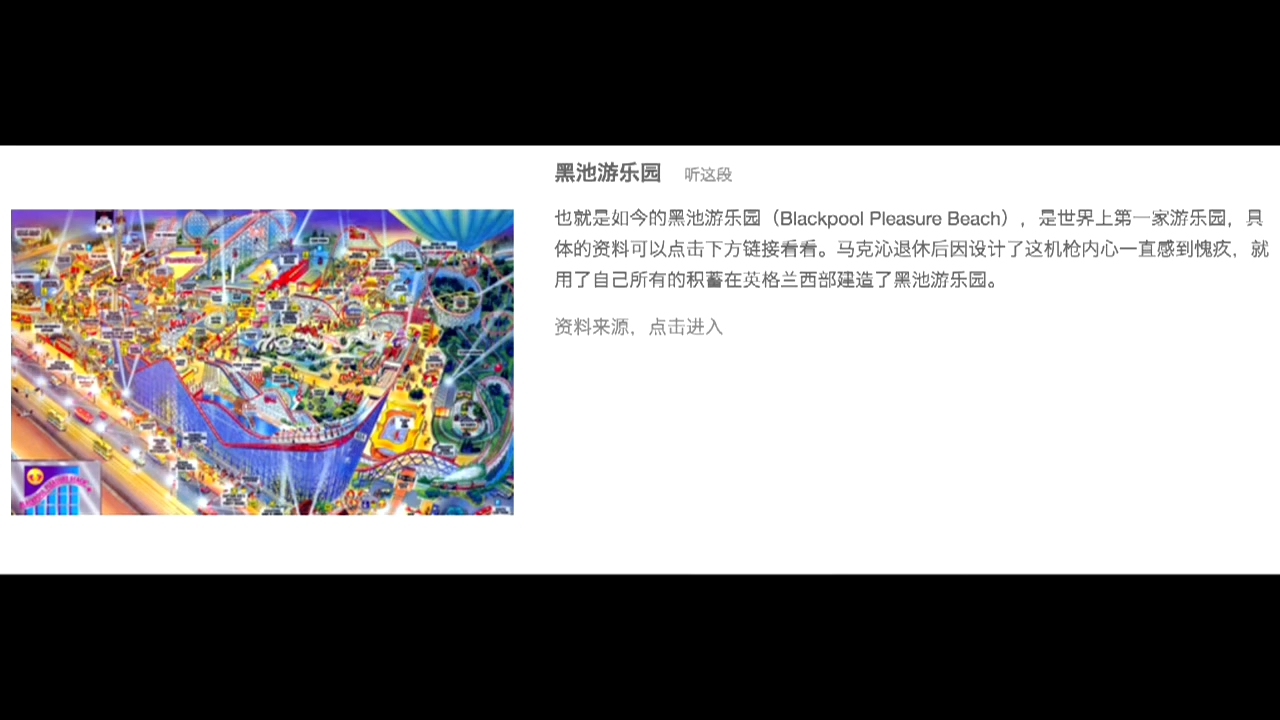 黑池游乐园 听这段
也就是如今的黑池游乐园（Blackpool Pleasure Beach），是世界上第一家游乐园，具
体的资料可以点击下方链接看看。马克沁退休后因设计了这机枪内心一直感到愧疚，就
用了自己所有的积蓄在英格兰西部建造了黑池游乐园。
资料来源，点击进入